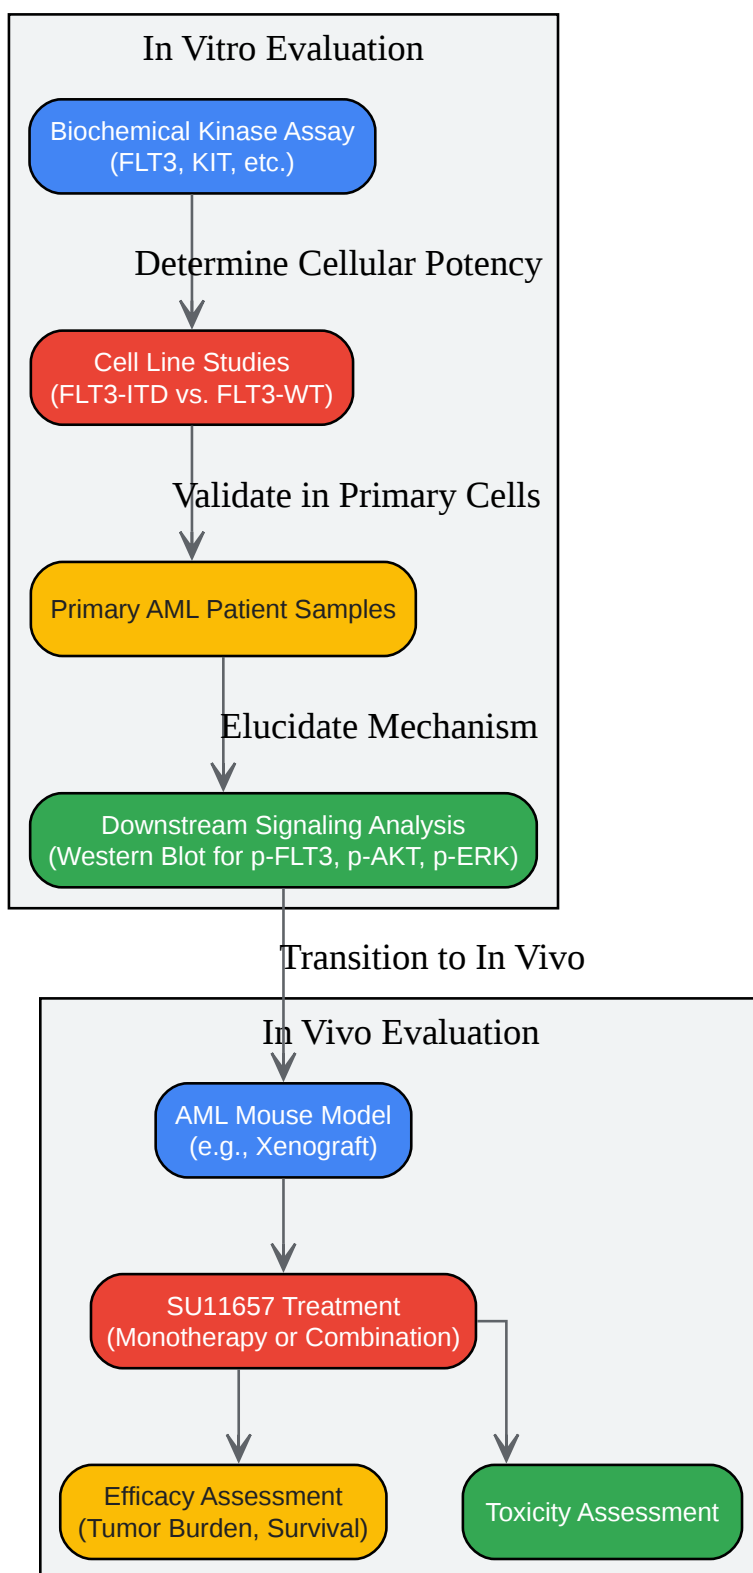 In Vitro Evaluation
Biochemical Kinase Assay
(FLT3, KIT, etc.)
Determine Cellular Potency
Cell Line Studies
(FLT3-ITD vs. FLT3-WT)
Validate in Primary Cells
Primary AML Patient Samples
Elucidate Mechanism
Downstream Signaling Analysis
(Western Blot for p-FLT3, p-AKT, p-ERK)
Transition to In Vivo
In Vivo Evaluation
AML Mouse Model
(e.g., Xenograft)
SU11657 Treatment
(Monotherapy or Combination)
Efficacy Assessment
(Tumor Burden, Survival)
Toxicity Assessment